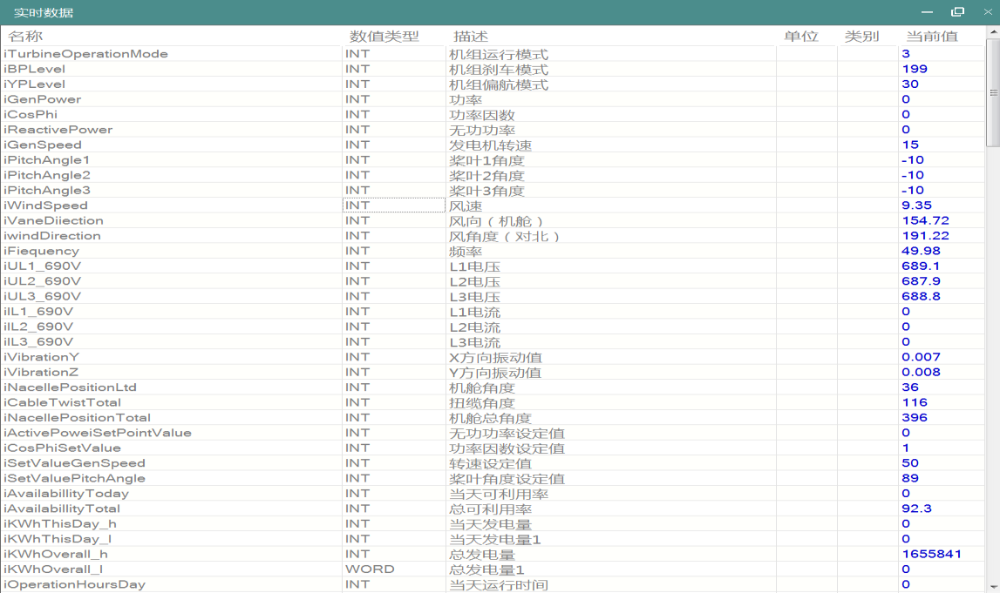 实时数据
名称 数值类型 描述 单位 类别 当前值
iTurbineOperationMode INT 机组运行模式 3
iBPLevel INT 机组刹车模式 199
iYPLevel INT 机组偏航模式 30
iGenPower INT 功率 0
iCosPhi INT 功率因数 0
iReactivePower INT 无功功率 0
iGenSpeed INT 发电机转速 15
iPitchAngle1 INT 桨叶1角度 -10
iPitchAngle2 INT 桨叶2角度 -10
iPitchAngle3 INT 桨叶3角度 -10
iWindSpeed INT 风速 9.35
iVaneDiiection INT 风向（机舱） 154.72
iwindDirection INT 风角度（对北） 191.22
iFiequency INT 频率 49.98
iUL1_690V INT L1电压 689.1
iUL2_690V INT L2电压 687.9
iUL3_690V INT L3电压 688.8
iIL1_690V INT L1电流 0
iIL2_690V INT L2电流 0
iIL3_690V INT L3电流 0
iVibrationY INT X方向振动值 0.007
iVibrationZ INT Y方向振动值 0.008
iNacellePositionLtd INT 机舱角度 36
iCableTwistTotal INT 扭缆角度 116
iNacellePositionTotal INT 机舱总角度 396
iActivePoweiSetPointValue INT 无功功率设定值 0
iCosPhiSetValue INT 功率因数设定值 1
iSetValueGenSpeed INT 转速设定值 50
iSetValuePitchAngle INT 桨叶角度设定值 89
iAvailabillityToday INT 当天可利用率 0
iAvailabillityTotal INT 总可利用率 92.3
iKWhThisDay_h INT 当天发电量 0
iKWhThisDay_l INT 当天发电量1 0
iKWhOverall_h INT 总发电量 1655841
iKWhOverall_l WORD 总发电量1 0
iOperationHoursDay INT 当天运行时间 0